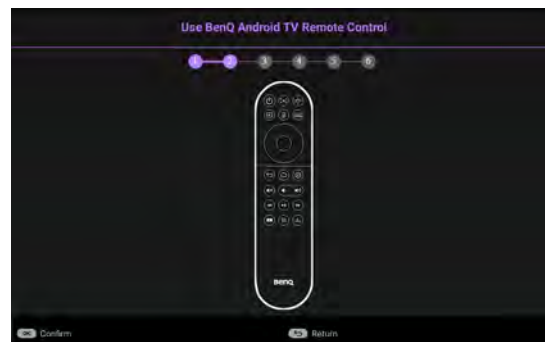 Use BenQ Android TV Remote Control
1 2 3 4 5 6
BenQ
OK Confirm
Return